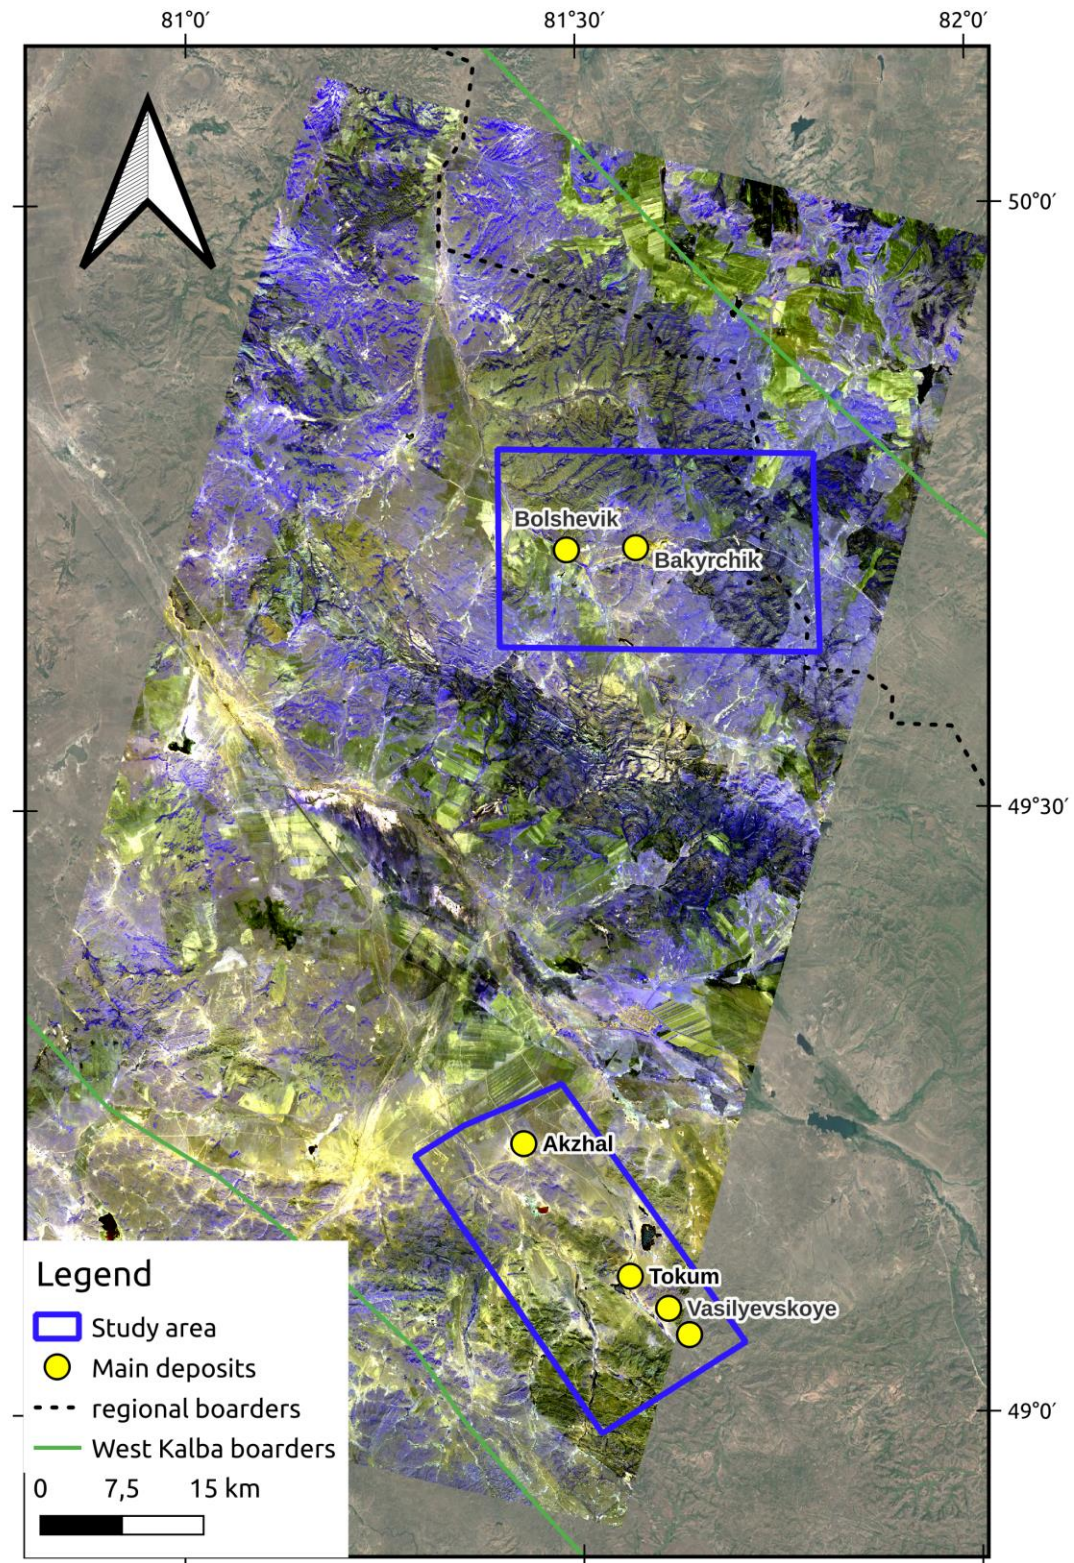 81°0′
81°30′
82°0′
50°0′
Bolshevik
Bakyrchik
49°30′
Akzhal
Tokum
Vasilyevskoye
49°0′
Legend
Study area
Main deposits
regional boarders
West Kalba boarders
0 7,5 15 km